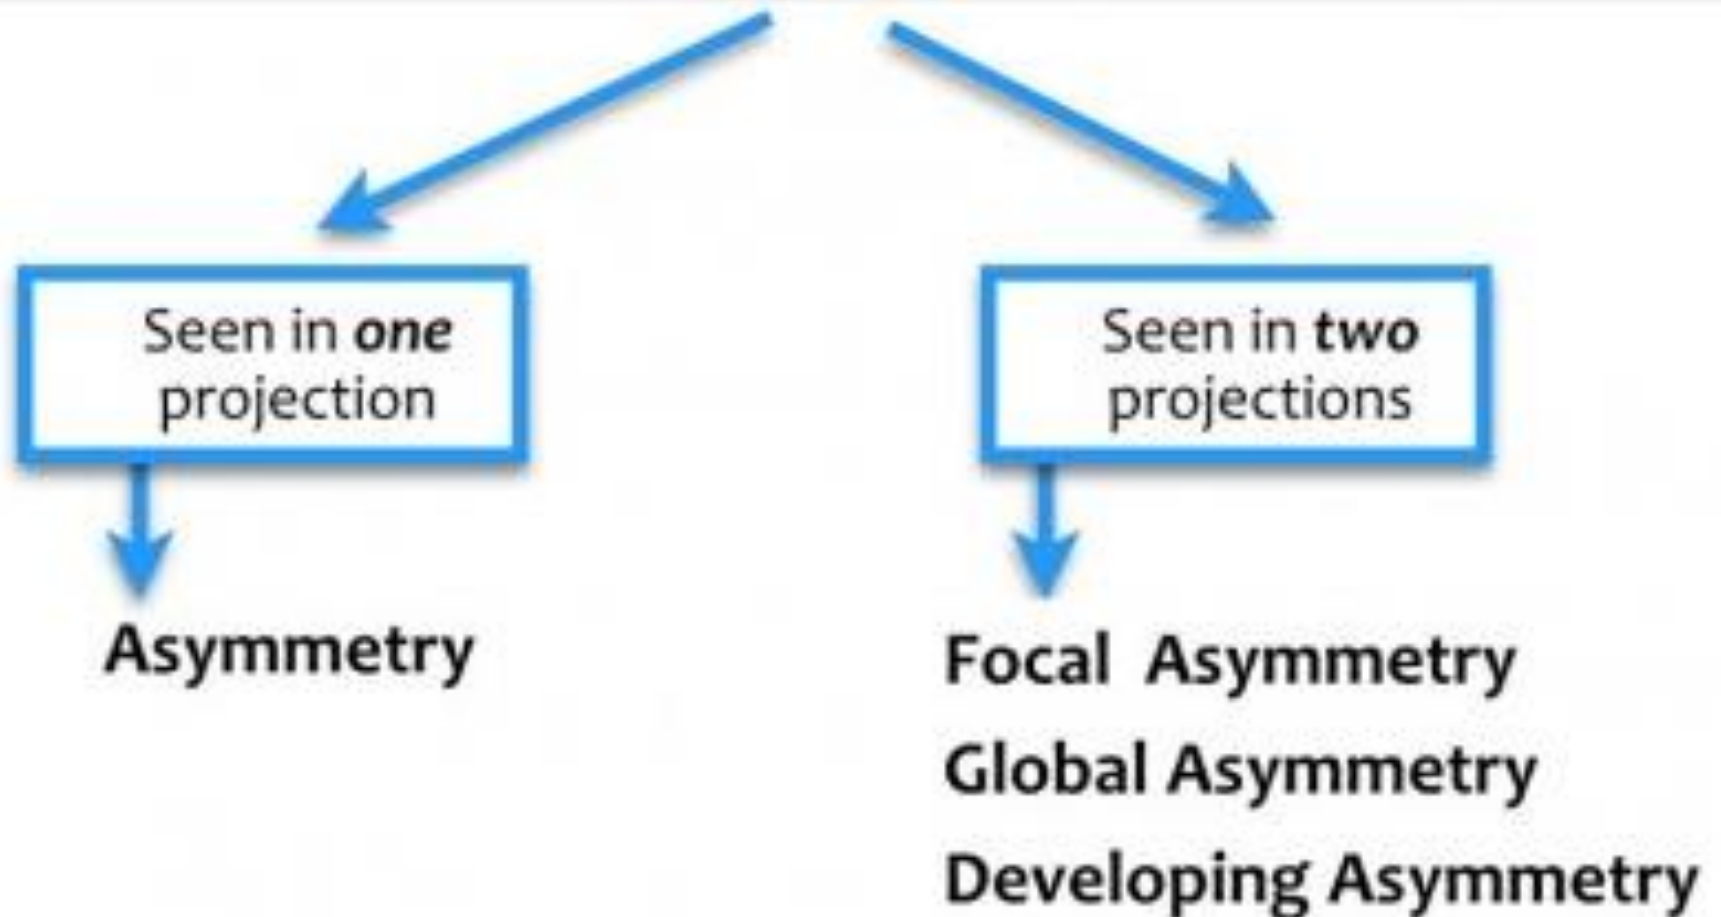 Seen in one
projection
Seen in two
projections
Asymmetry
Focal Asymmetry
Global Asymmetry
Developing Asymmetry